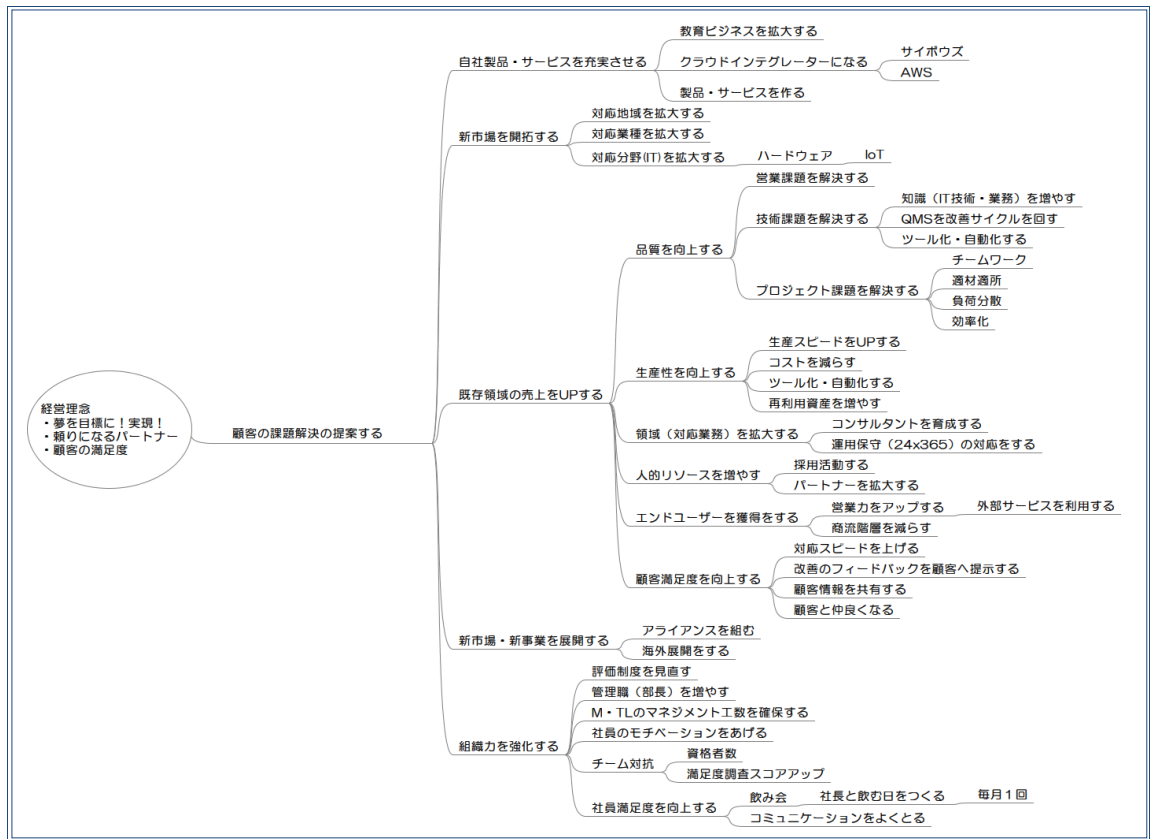 経営理念
・夢を目標に！実現！
・頼りになるパートナー
・顧客の満足度
顧客の課題解決の提案する
自社製品・サービスを充実させる
教育ビジネスを拡大する
クラウドインテグレーターになる
サイボウズ
AWS
製品・サービスを作る
新市場を開拓する
対応地域を拡大する
対応業種を拡大する
対応分野(IT)を拡大する
ハードウェア
IoT
既存領域の売上をUPする
品質を向上する
営業課題を解決する
技術課題を解決する
知識（IT技術・業務）を増やす
QMSを改善サイクルを回す
ツール化・自動化する
プロジェクト課題を解決する
チームワーク
適材適所
負荷分散
効率化
生産性を向上する
生産スピードをUPする
コストを減らす
ツール化・自動化する
再利用資産を増やす
領域（対応業務）を拡大する
コンサルタントを育成する
運用保守（24x365）の対応をする
人的リソースを増やす
採用活動する
パートナーを拡大する
エンドユーザーを獲得をする
営業力をアップする
外部サービスを利用する
商流階層を減らす
顧客満足度を向上する
対応スピードを上げる
改善のフィードバックを顧客へ提示する
顧客情報を共有する
顧客と仲良くなる
新市場・新事業を展開する
アライアンスを組む
海外展開をする
組織力を強化する
評価制度を見直す
管理職（部長）を増やす
M・TLのマネジメント工数を確保する
社員のモチベーションをあげる
チーム対抗
資格者数
満足度調査スコアアップ
社員満足度を向上する
飲み会
社長と飲む日をつくる
毎月１回
コミュニケーションをよくとる